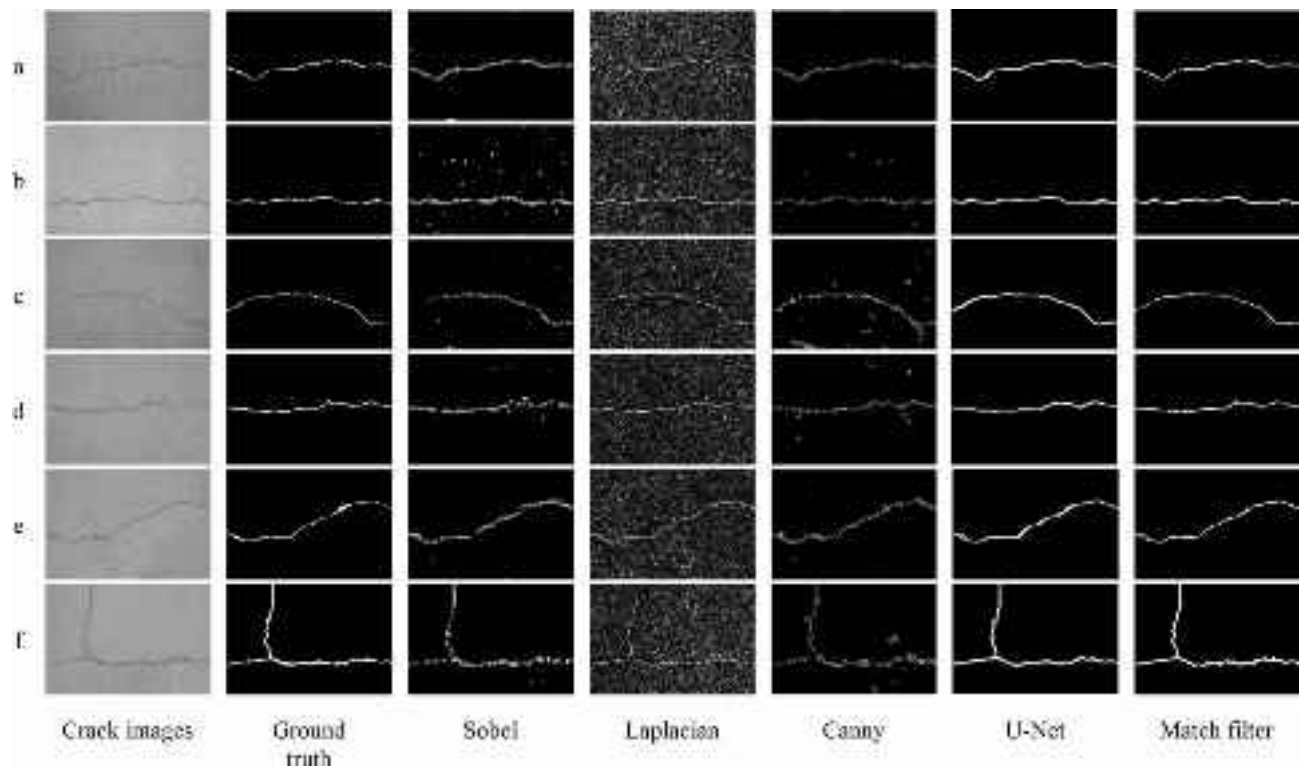 a
b
c
d
e
f
Crack images
Ground
truth
Sobel
Laplacian
Canny
U-Net
Match filter